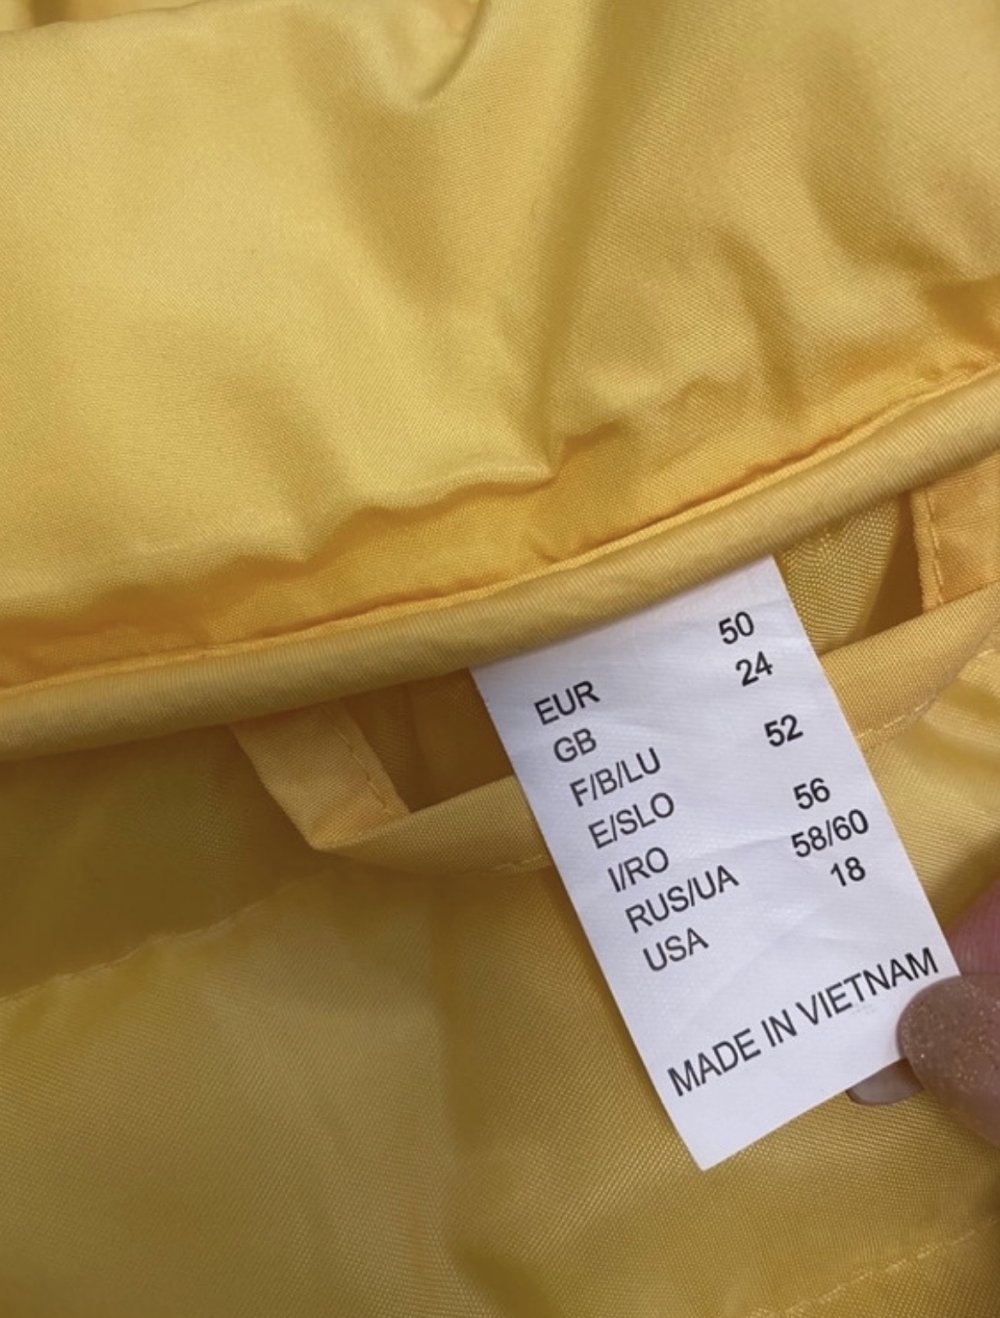 EUR 50
GB 24
F/B/LU 52
E/SLO
I/RO 56
RUS/UA 58/60
USA 18
MADE IN VIETNAM